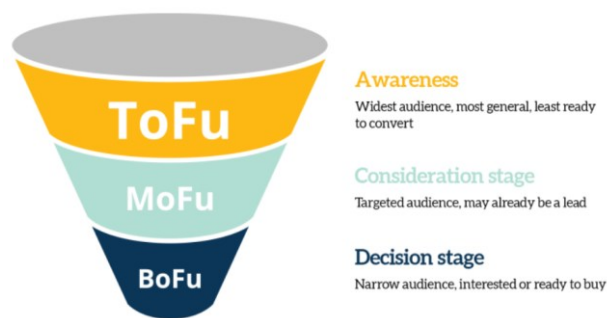 ToFu
Awareness
Widest audience, most general, least ready
to convert
MoFu
Consideration stage
Targeted audience, may already be a lead
BoFu
Decision stage
Narrow audience, interested or ready to buy